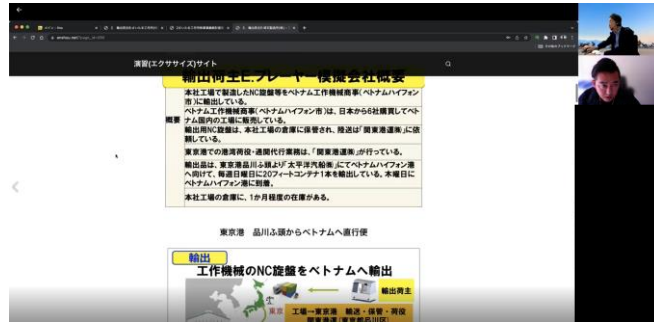 演習(エクササイズ)サイト
輸出荷主E.プレーヤー模擬会社概要
概要
本社工場で製造したNC旋盤等をベトナム工作機械商事(ベトナムハイフォン
市)に輸出している。
ベトナム工作機械商事(ベトナムハイフォン市)は、日本から6社購買してベト
ナム国内の工場に販売している。
輸出用NC旋盤は、本社工場の倉庫に保管され、陸送は「関東港運㈱」に依
頼している。
東京港での港湾荷役・通関代行業務は、「関東港運㈱」が行っている。
輸出品は、東京港品川ふ頭より「太平洋汽船㈱」にてベトナムハイフォン港
へ向けて、毎週日曜日に20フィートコンテナ1本を輸出している。木曜日に
ベトナムハイフォン港に到着。
本社工場の倉庫に、1か月程度の在庫がある。
東京港 品川ふ頭からベトナムへ直行便
輸出
工作機械のNC旋盤をベトナムへ輸出
輸出荷主
東京
工場→東京港 輸送・保管・荷役
関東港運(東京都品川区)